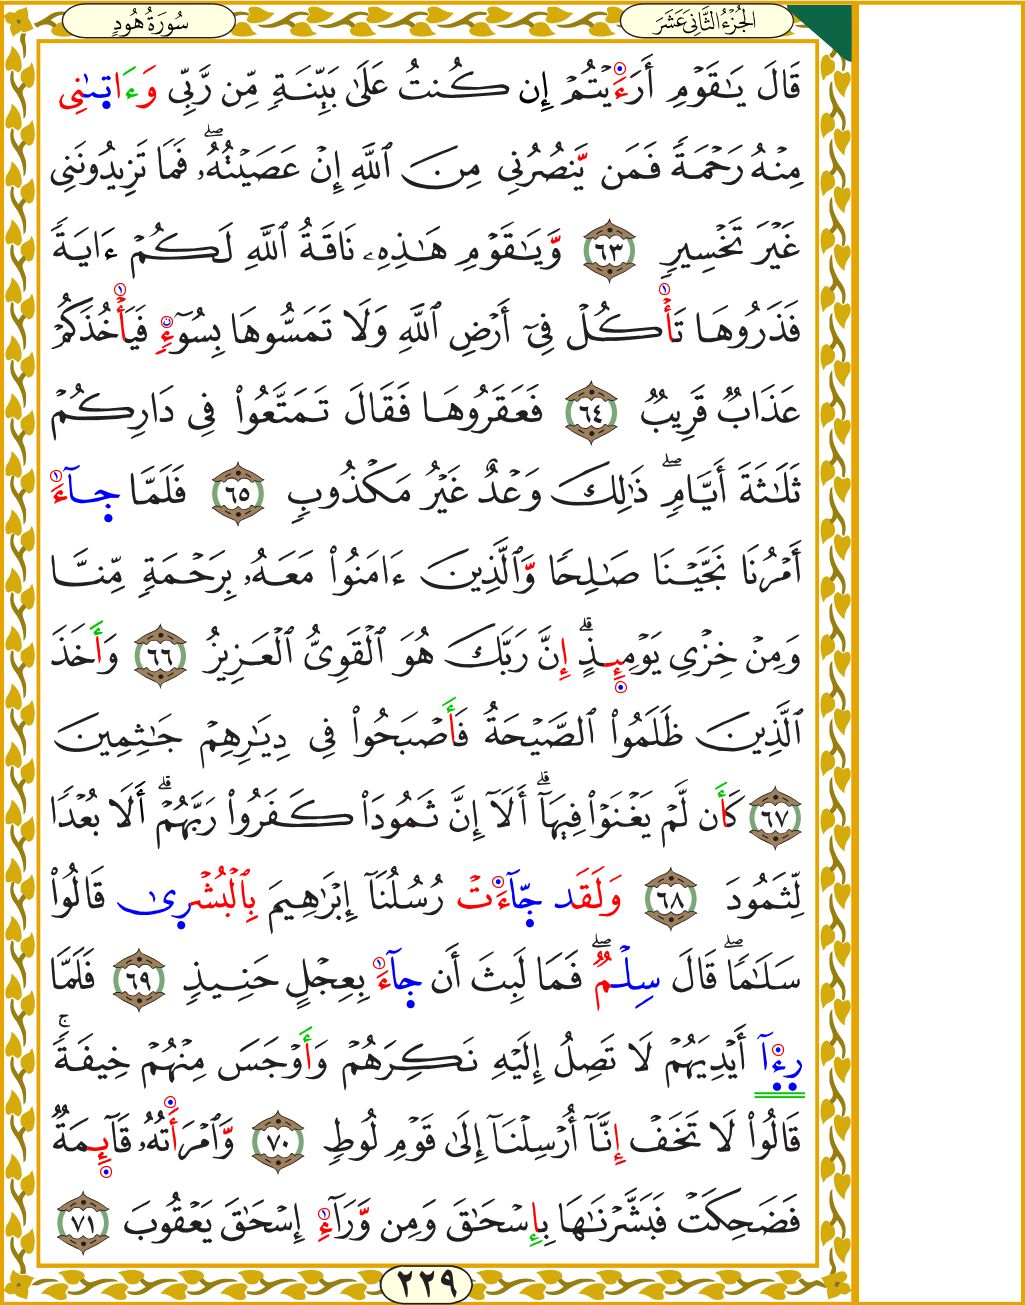 سُورَةُ هُودٍ
الجُزْءُ الثَّانِي عَشَرَ
قَالَ يَٰقَوْمِ أَرَءَيْتُمْ إِن كُنتُ عَلَىٰ بَيِّنَةٍ مِّن رَّبِّي وَءَاتِىٰنِى
مِنْهُ رَحْمَةً فَمَن يَنصُرُنِي مِنَ ٱللَّهِ إِنْ عَصَيْتُهُۥۖ فَمَا تَزِيدُونَنِي
غَيْرَ تَخْسِيرٍ ٦٣ وَّيَٰقَوْمِ هَٰذِهِۦ نَاقَةُ ٱللَّهِ لَكُمْ ءَايَةً
فَذَرُوهَا تَأْكُلْ فِيٓ أَرْضِ ٱللَّهِ وَلَا تَمَسُّوهَا بِسُوٓءٍ فَيَأْخُذَكُمْ
عَذَابٌ قَرِيبٌ ٦٤ فَعَقَرُوهَا فَقَالَ تَمَتَّعُوا۟ فِي دَارِكُمْ
ثَلَٰثَةَ أَيَّامٍۖ ذَٰلِكَ وَعْدٌ غَيْرُ مَكْذُوبٍ ٦٥ فَلَمَّا جِآءَ
أَمْرُنَا نَجَّيْنَا صَٰلِحًا وَّٱلَّذِينَ ءَامَنُوا۟ مَعَهُۥ بِرَحْمَةٍ مِّنَّا
وَمِنْ خِزْيِ يَوْمِئِذٍۗ إِنَّ رَبَّكَ هُوَ ٱلْقَوِيُّ ٱلْعَزِيزُ ٦٦ وَأَخَذَ
ٱلَّذِينَ ظَلَمُوا۟ ٱلصَّيْحَةُ فَأَصْبَحُوا۟ فِي دِيَٰرِهِمْ جَٰثِمِينَ
٦٧ كَأَن لَّمْ يَغْنَوْا۟ فِيهَآۗ أَلَآ إِنَّ ثَمُودَا۟ كَفَرُوا۟ رَبَّهُمْۗ أَلَا بُعْدًا
لِّثَمُودَ ٦٨ وَلَقَد جِّآءَتْ رُسُلُنَآ إِبْرَٰهِيمَ بِٱلْبُشْرِىٰ قَالُوا۟
سَلَٰمًاۖ قَالَ سِلْمٌۖ فَمَا لَبِثَ أَن جِآءَ بِعِجْلٍ حَنِيذٍ ٦٩ فَلَمَّا
رِءِآ أَيْدِيَهُمْ لَا تَصِلُ إِلَيْهِ نَكِرَهُمْ وَأَوْجَسَ مِنْهُمْ خِيفَةًۚ
قَالُوا۟ لَا تَخَفْ إِنَّآ أُرْسِلْنَآ إِلَىٰ قَوْمِ لُوطٍ ٧٠ وَّٱمْرَأَتُهُۥ قَآئِمَةٌ
فَضَحِكَتْ فَبَشَّرْنَٰهَا بِإِسْحَٰقَ وَمِن وَّرَآءِ إِسْحَٰقَ يَعْقُوبَ ٧١
٢٢٩